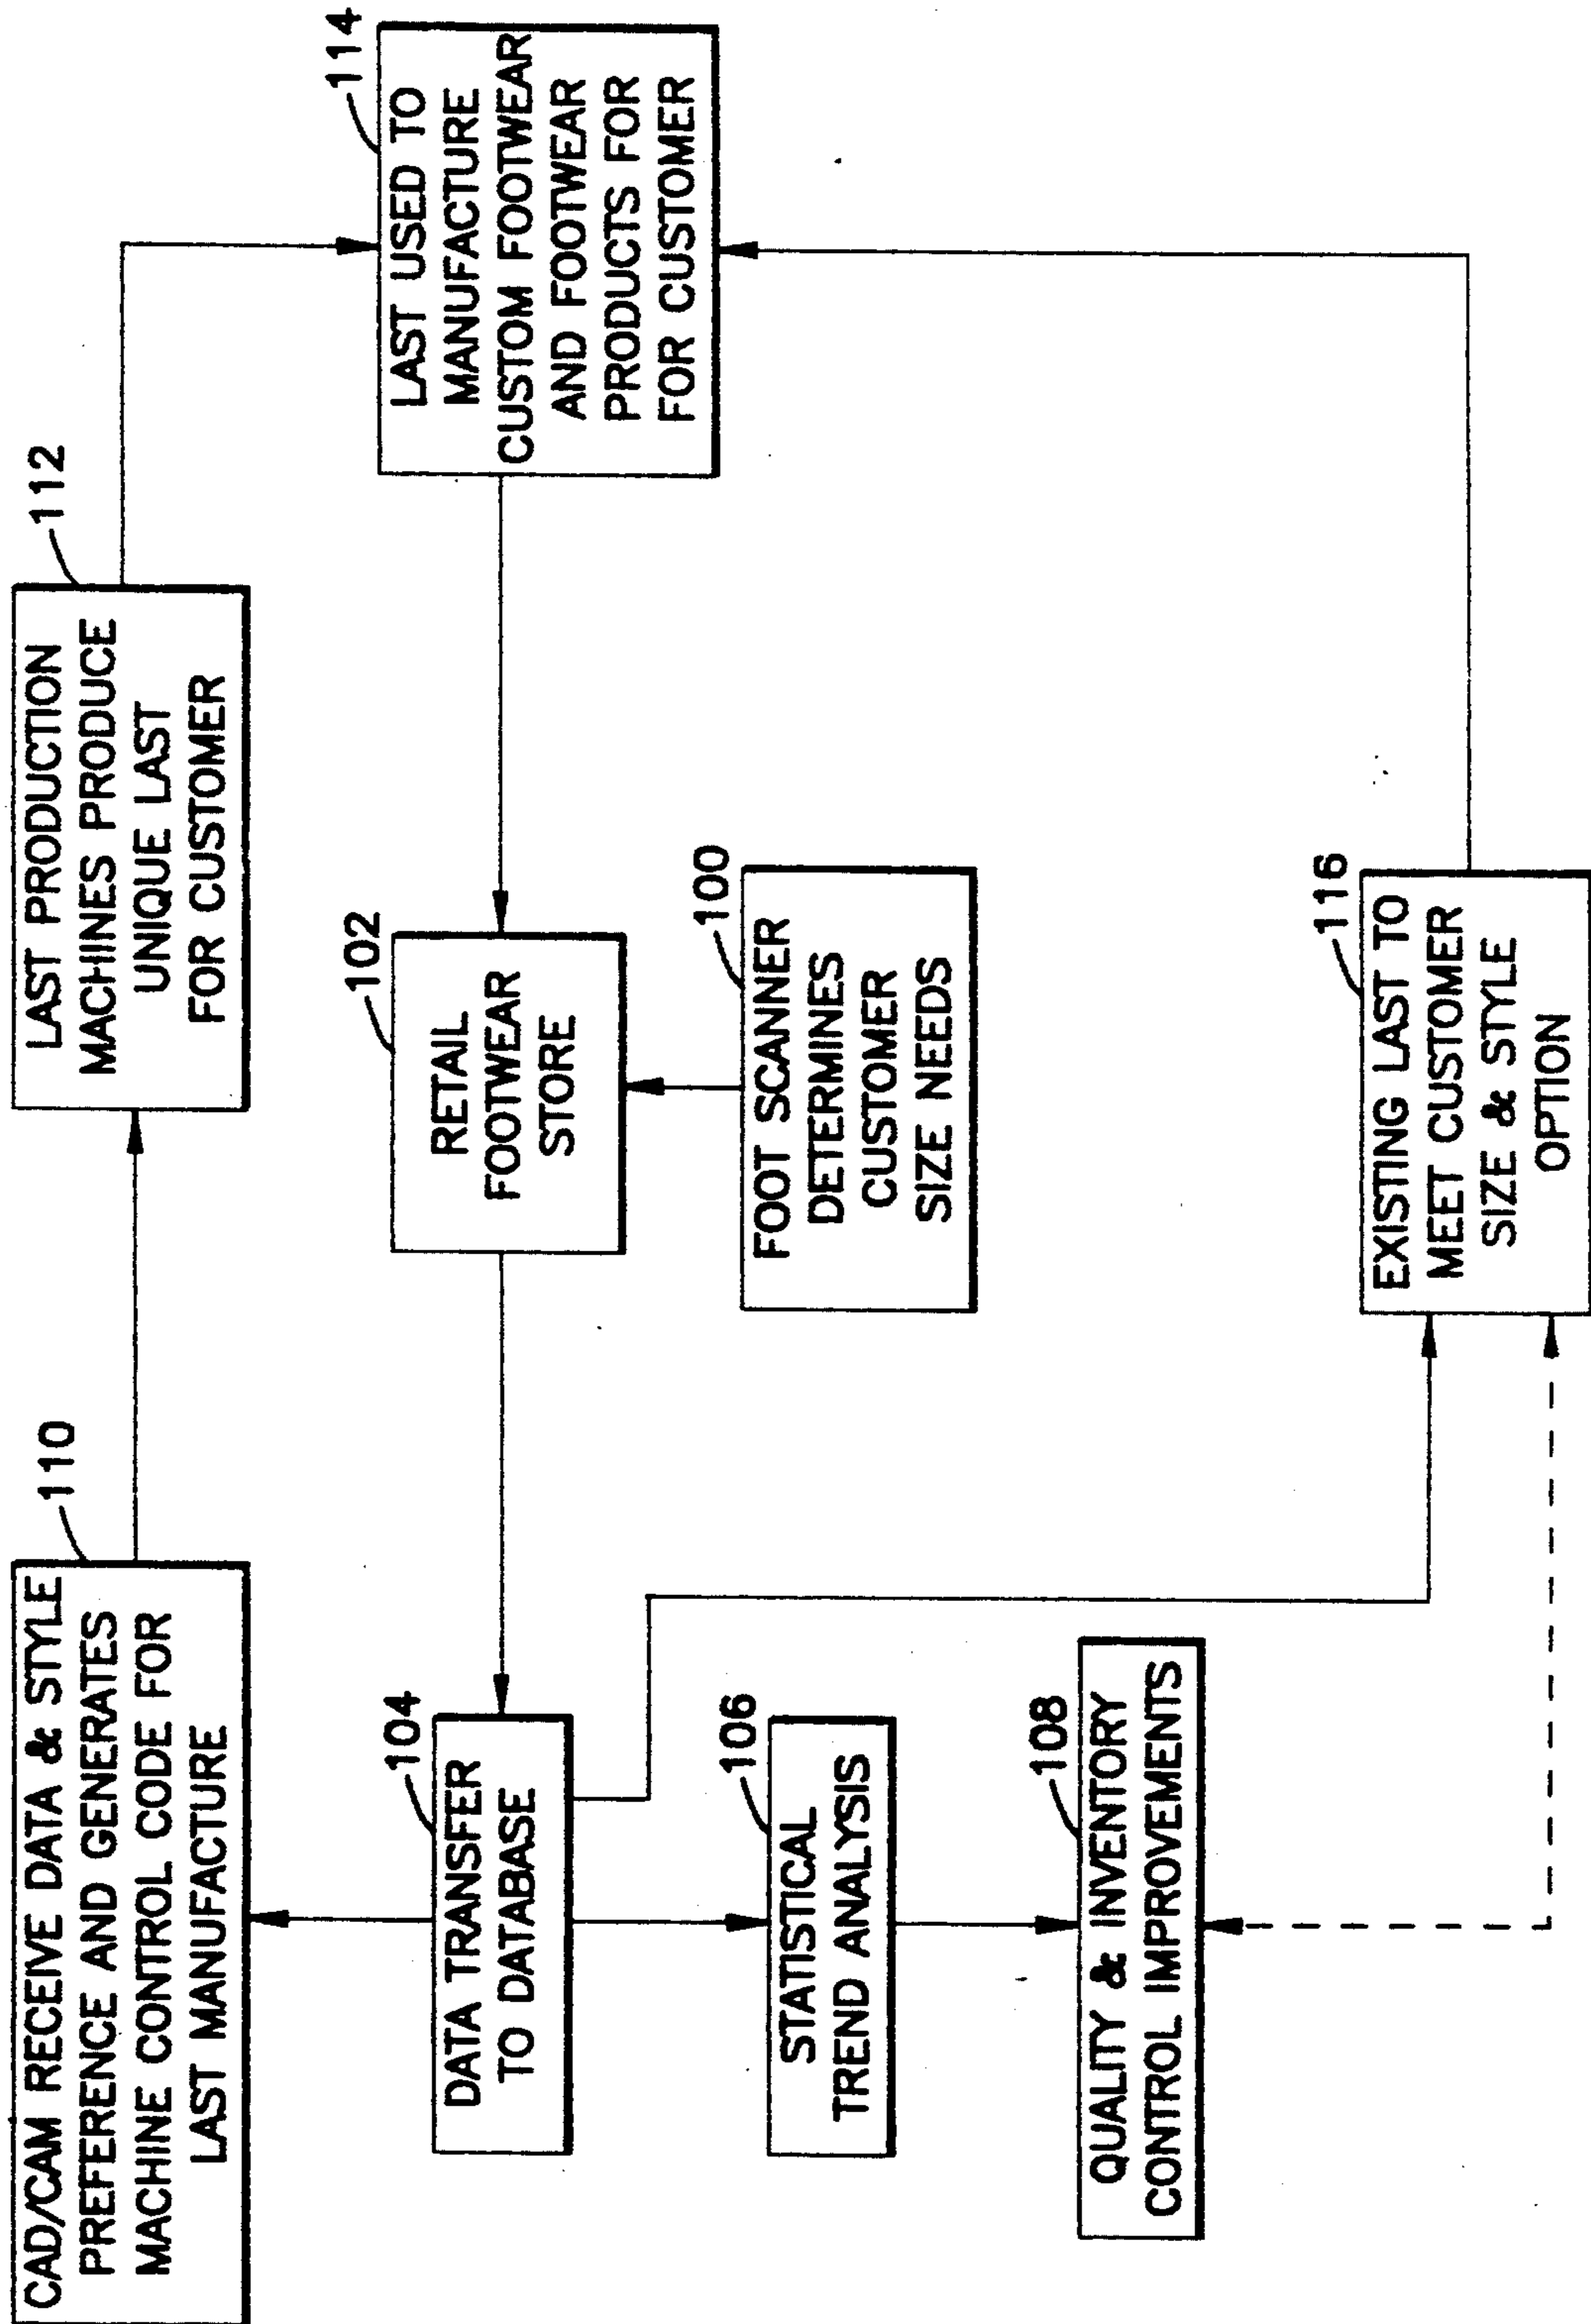 110
CAD/CAM RECEIVE DATA & STYLE
PREFERENCE AND GENERATES
MACHINE CONTROL CODE FOR
LAST MANUFACTURE
112
LAST PRODUCTION
MACHINES PRODUCE
UNIQUE LAST
FOR CUSTOMER
104
DATA TRANSFER
TO DATABASE
102
RETAIL
FOOTWEAR
STORE
114
LAST USED TO
MANUFACTURE
CUSTOM FOOTWEAR
AND FOOTWEAR
PRODUCTS FOR
FOR CUSTOMER
106
STATISTICAL
TREND ANALYSIS
100
FOOT SCANNER
DETERMINES
CUSTOMER
SIZE NEEDS
108
QUALITY & INVENTORY
CONTROL IMPROVEMENTS
116
EXISTING LAST TO
MEET CUSTOMER
SIZE & STYLE
OPTION